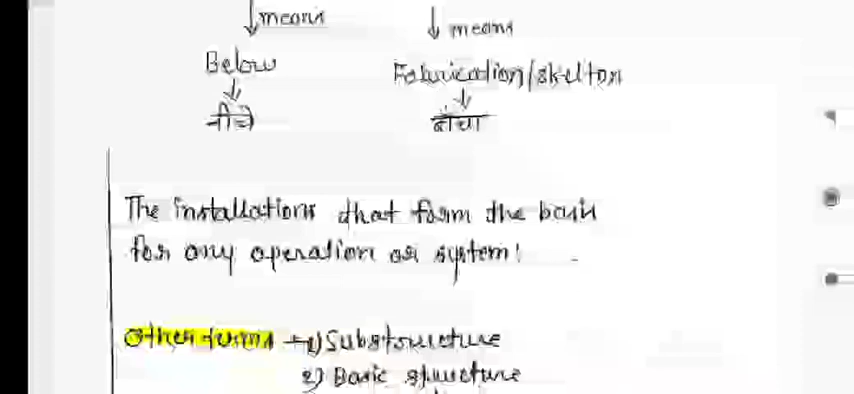 ↓means ↓ means
Below Fabrication/skelton
↓ ↓
नीचे ढांचा
The installations that form the basis
for any operation or system!
Other terms → 1) Substructure
2) Basic structure